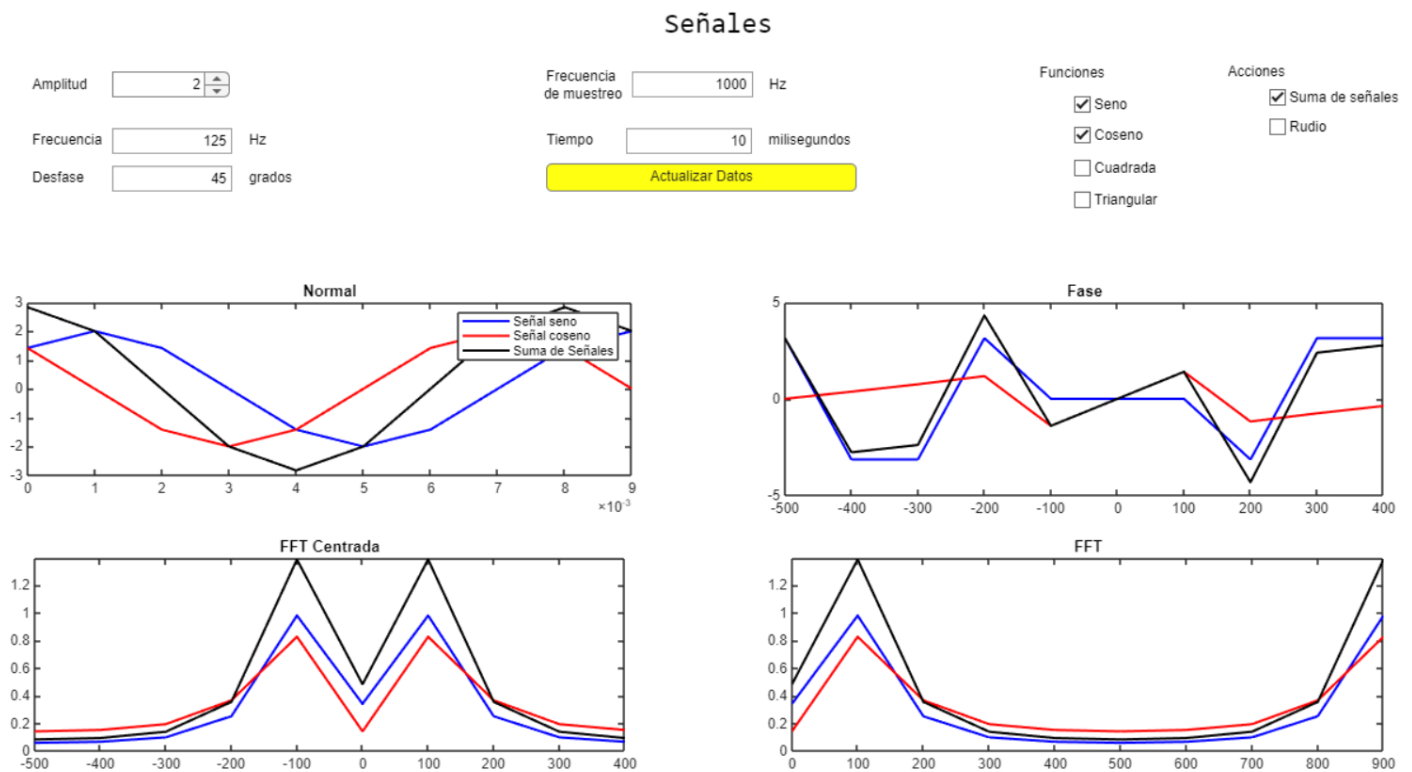 Señales
Amplitud 2
Frecuencia 125 Hz
Desfase 45 grados
Frecuencia
de muestreo 1000 Hz
Tiempo 10 milisegundos
Actualizar Datos
Funciones
Seno
Coseno
Cuadrada
Triangular
Acciones
Suma de señales
Rudio
Normal
3
2
1
0
-1
-2
-3
0 1 2 3 4 5 6 7 8 9
×10-3
Señal seno
Señal coseno
Suma de Señales
Fase
5
0
-5
-500 -400 -300 -200 -100 0 100 200 300 400
FFT Centrada
1.2
1
0.8
0.6
0.4
0.2
0
-500 -400 -300 -200 -100 0 100 200 300 400
FFT
1.2
1
0.8
0.6
0.4
0.2
0
0 100 200 300 400 500 600 700 800 900